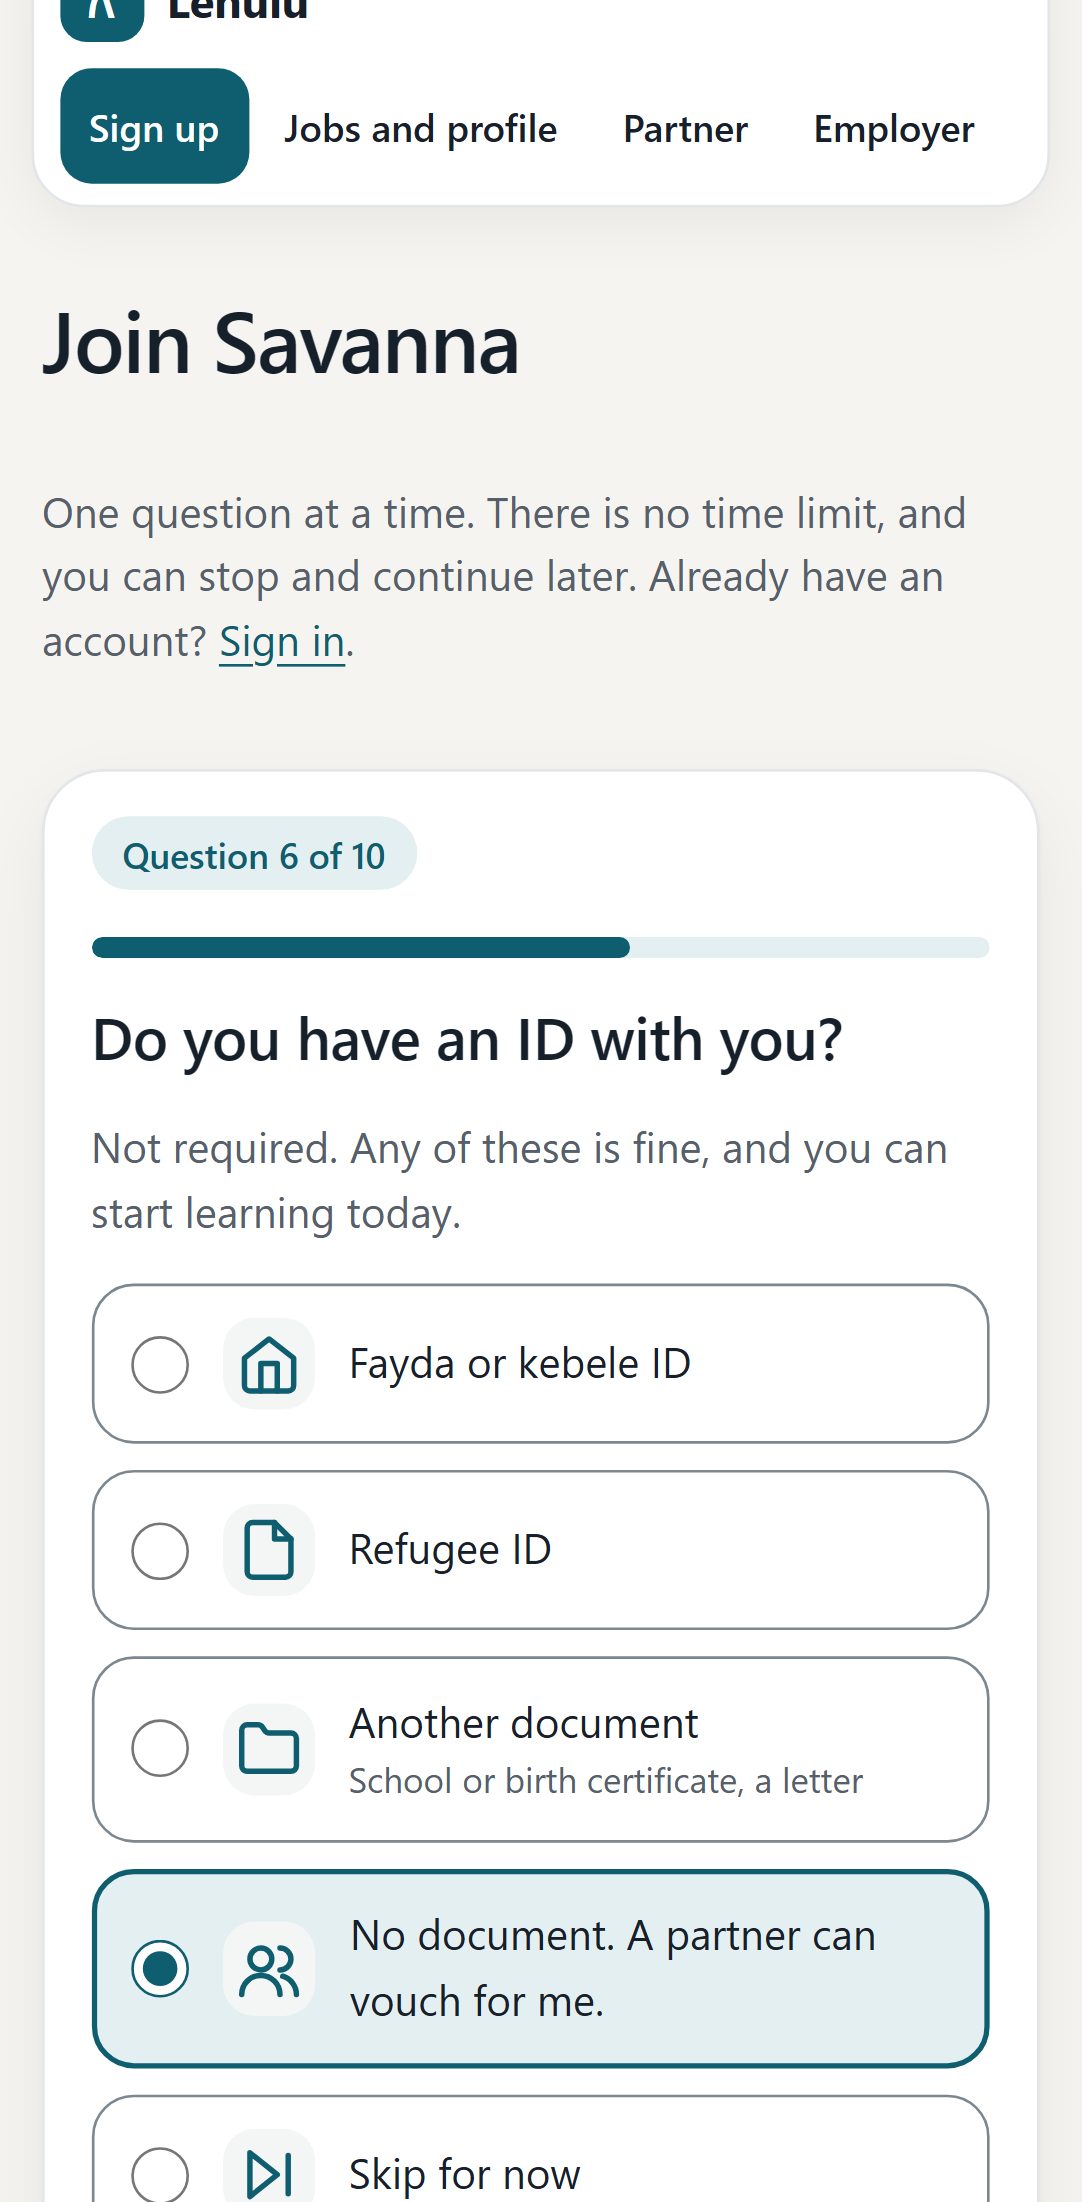 Lehulu
Sign up
Jobs and profile
Partner
Employer
Join Savanna
One question at a time. There is no time limit, and
you can stop and continue later. Already have an
account? Sign in.
Question 6 of 10
Do you have an ID with you?
Not required. Any of these is fine, and you can
start learning today.
Fayda or kebele ID
Refugee ID
Another document
School or birth certificate, a letter
No document. A partner can
vouch for me.
Skip for now